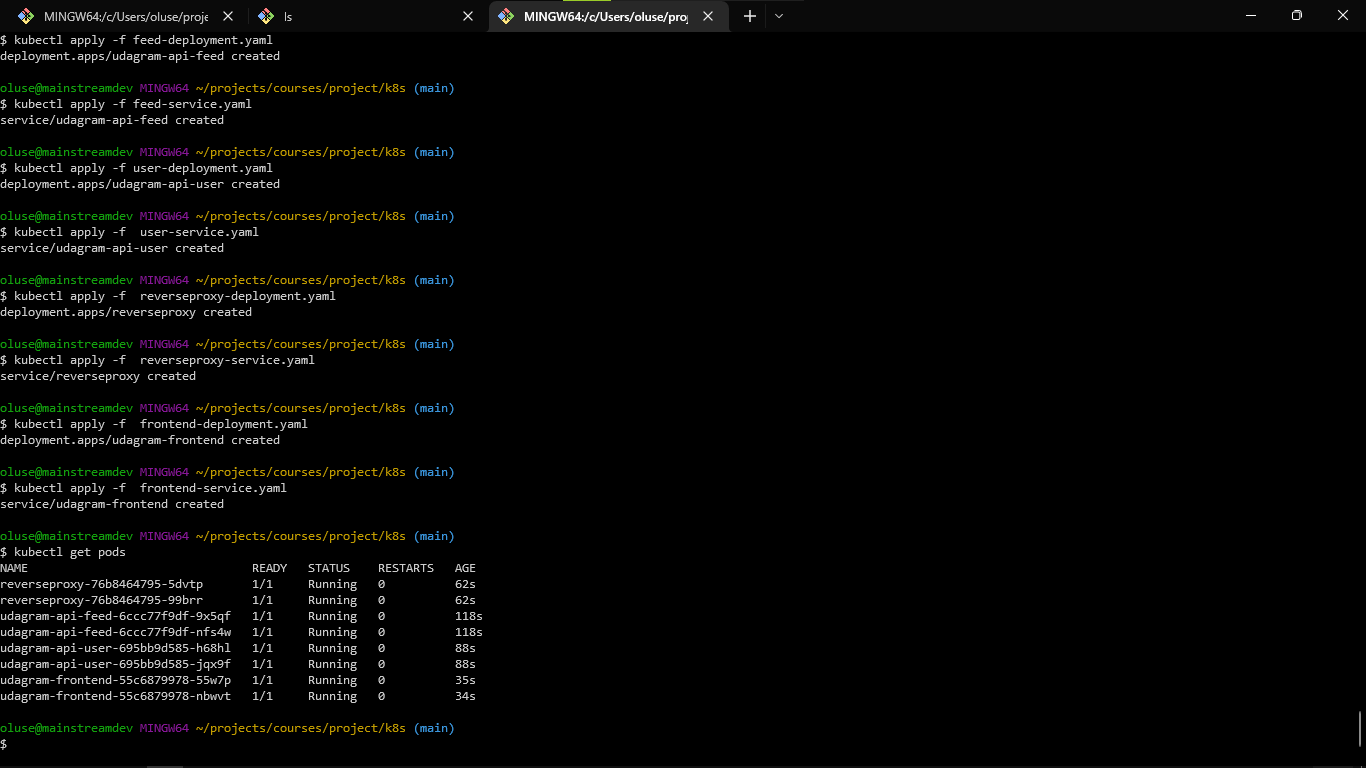 MINGW64:/c/Users/oluse/proje
ls
MINGW64:/c/Users/oluse/proj
$ kubectl apply -f feed-deployment.yaml
deployment.apps/udagram-api-feed created
oluse@mainstreamdev MINGW64 ~/projects/courses/project/k8s (main)
$ kubectl apply -f feed-service.yaml
service/udagram-api-feed created
oluse@mainstreamdev MINGW64 ~/projects/courses/project/k8s (main)
$ kubectl apply -f user-deployment.yaml
deployment.apps/udagram-api-user created
oluse@mainstreamdev MINGW64 ~/projects/courses/project/k8s (main)
$ kubectl apply -f  user-service.yaml
service/udagram-api-user created
oluse@mainstreamdev MINGW64 ~/projects/courses/project/k8s (main)
$ kubectl apply -f  reverseproxy-deployment.yaml
deployment.apps/reverseproxy created
oluse@mainstreamdev MINGW64 ~/projects/courses/project/k8s (main)
$ kubectl apply -f  reverseproxy-service.yaml
service/reverseproxy created
oluse@mainstreamdev MINGW64 ~/projects/courses/project/k8s (main)
$ kubectl apply -f  frontend-deployment.yaml
deployment.apps/udagram-frontend created
oluse@mainstreamdev MINGW64 ~/projects/courses/project/k8s (main)
$ kubectl apply -f  frontend-service.yaml
service/udagram-frontend created
oluse@mainstreamdev MINGW64 ~/projects/courses/project/k8s (main)
$ kubectl get pods
NAME                                READY   STATUS    RESTARTS   AGE
reverseproxy-76b8464795-5dvtp       1/1     Running   0          62s
reverseproxy-76b8464795-99brr       1/1     Running   0          62s
udagram-api-feed-6ccc77f9df-9x5qf   1/1     Running   0          118s
udagram-api-feed-6ccc77f9df-nfs4w   1/1     Running   0          118s
udagram-api-user-695bb9d585-h68hl   1/1     Running   0          88s
udagram-api-user-695bb9d585-jqx9f   1/1     Running   0          88s
udagram-frontend-55c6879978-55w7p   1/1     Running   0          35s
udagram-frontend-55c6879978-nbwvt   1/1     Running   0          34s
oluse@mainstreamdev MINGW64 ~/projects/courses/project/k8s (main)
$